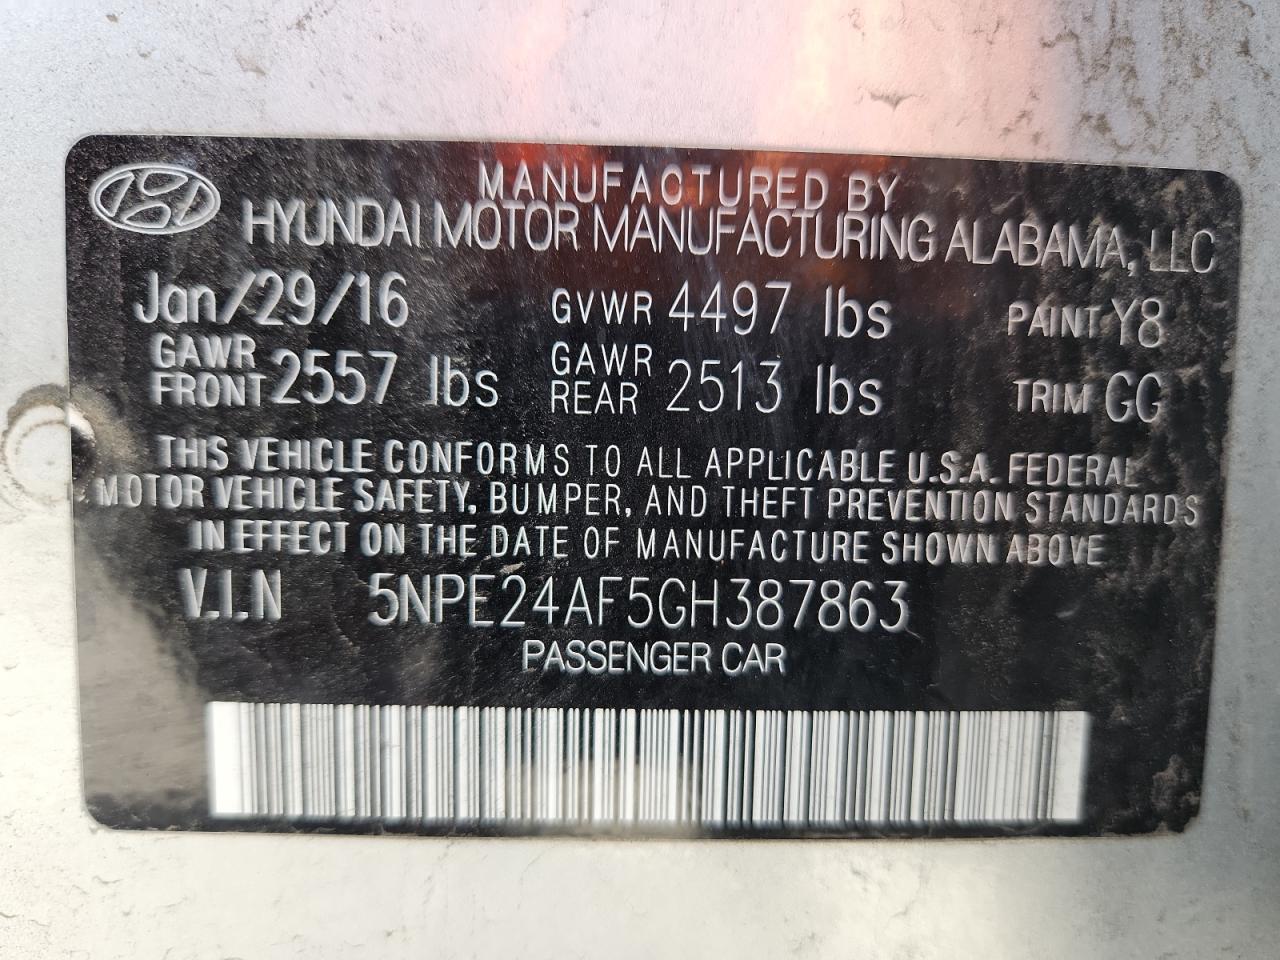 MANUFACTURED BY
HYUNDAI MOTOR MANUFACTURING ALABAMA, LLC
Jan/29/16 GVWR 4497 lbs PAINT Y8
GAWR FRONT 2557 lbs GAWR REAR 2513 lbs TRIM GG
THIS VEHICLE CONFORMS TO ALL APPLICABLE U.S.A. FEDERAL
MOTOR VEHICLE SAFETY, BUMPER, AND THEFT PREVENTION STANDARDS
IN EFFECT ON THE DATE OF MANUFACTURE SHOWN ABOVE
V.I.N 5NPE24AF5GH387863
PASSENGER CAR